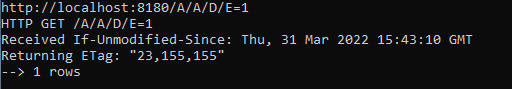 http://localhost:8180/A/A/D/E=1
HTTP GET /A/A/D/E=1
Received If-Unmodified-Since: Thu, 31 Mar 2022 15:43:10 GMT
Returning ETag: "23,155,155"
--> 1 rows